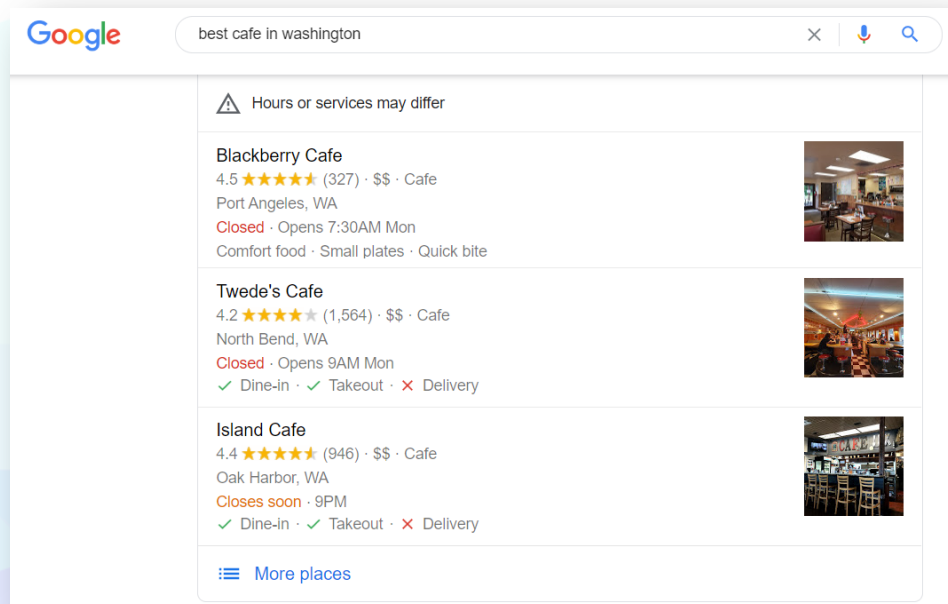 Google
best cafe in washington
Hours or services may differ
Blackberry Cafe
4.5 (327) · $$ · Cafe
Port Angeles, WA
Closed · Opens 7:30AM Mon
Comfort food · Small plates · Quick bite
Twede's Cafe
4.2 (1,564) · $$ · Cafe
North Bend, WA
Closed · Opens 9AM Mon
Dine-in · Takeout · Delivery
Island Cafe
4.4 (946) · $$ · Cafe
Oak Harbor, WA
Closes soon · 9PM
Dine-in · Takeout · Delivery
More places